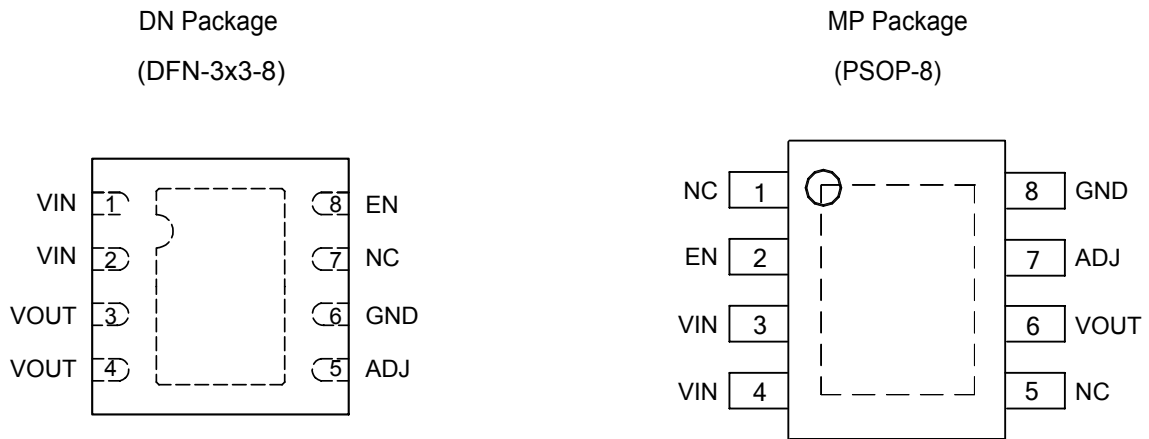 DN Package
(DFN-3x3-8)
VIN 1 8 EN
VIN 2 7 NC
VOUT 3 6 GND
VOUT 4 5 ADJ
MP Package
(PSOP-8)
NC 1 8 GND
EN 2 7 ADJ
VIN 3 6 VOUT
VIN 4 5 NC